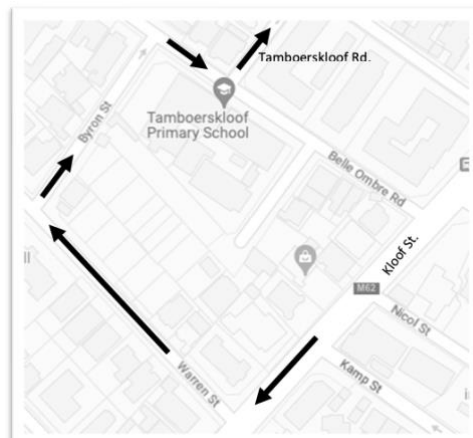 Tamboerskloof Rd.
Byron St
Tamboerskloof
Primary School
Belle Ombre Rd
Kloof St.
M62
Nicol St
Kamp St
Warren St